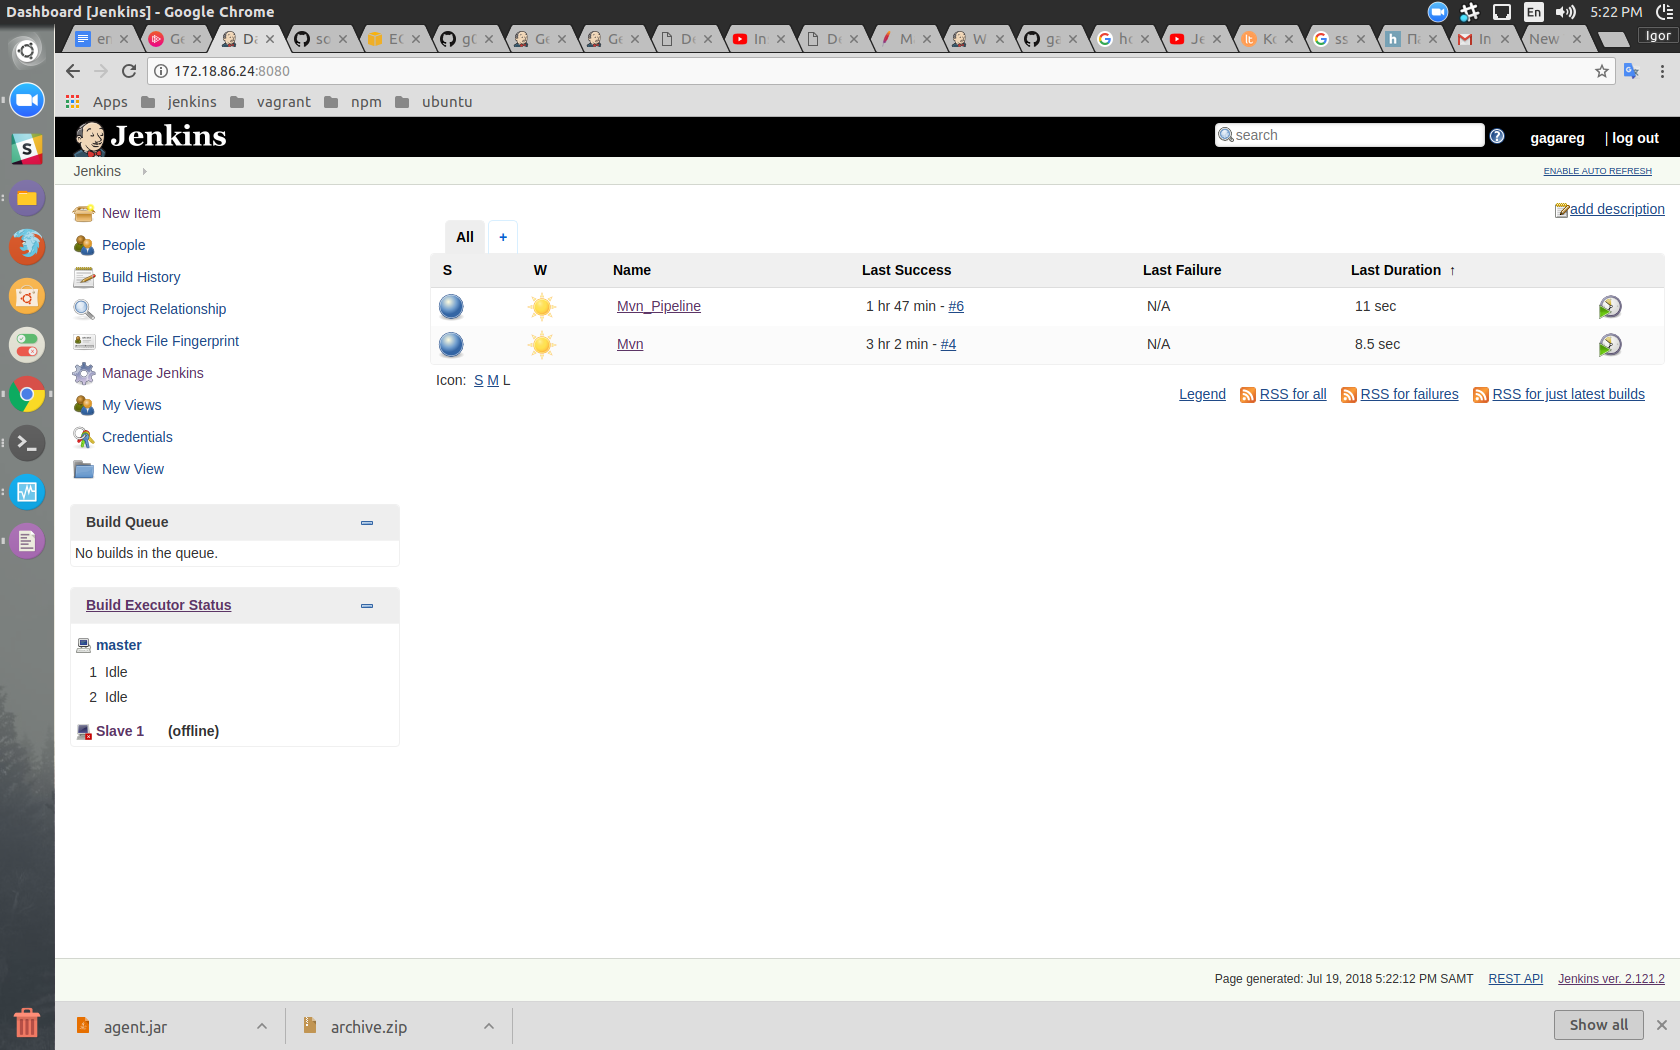 Dashboard [Jenkins] - Google Chrome
En
5:22 PM
en
Ge
Da
so
EC
gC
Ge
Ge
De
In
De
Ma
W
ga
ho
Je
Ko
ss
Па
In
New
Igor
172.18.86.24:8080
Apps
jenkins
vagrant
npm
ubuntu
Jenkins
search
gagareg
| log out
Jenkins
ENABLE AUTO REFRESH
New Item
People
Build History
Project Relationship
Check File Fingerprint
Manage Jenkins
My Views
Credentials
New View
add description
All
+
S W Name Last Success Last Failure Last Duration ↑
Mvn_Pipeline 1 hr 47 min - #6 N/A 11 sec
Mvn 3 hr 2 min - #4 N/A 8.5 sec
Icon: S M L
Legend RSS for all RSS for failures RSS for just latest builds
Build Queue
No builds in the queue.
Build Executor Status
master
1 Idle
2 Idle
Slave 1 (offline)
Page generated: Jul 19, 2018 5:22:12 PM SAMT REST API Jenkins ver. 2.121.2
agent.jar
archive.zip
Show all